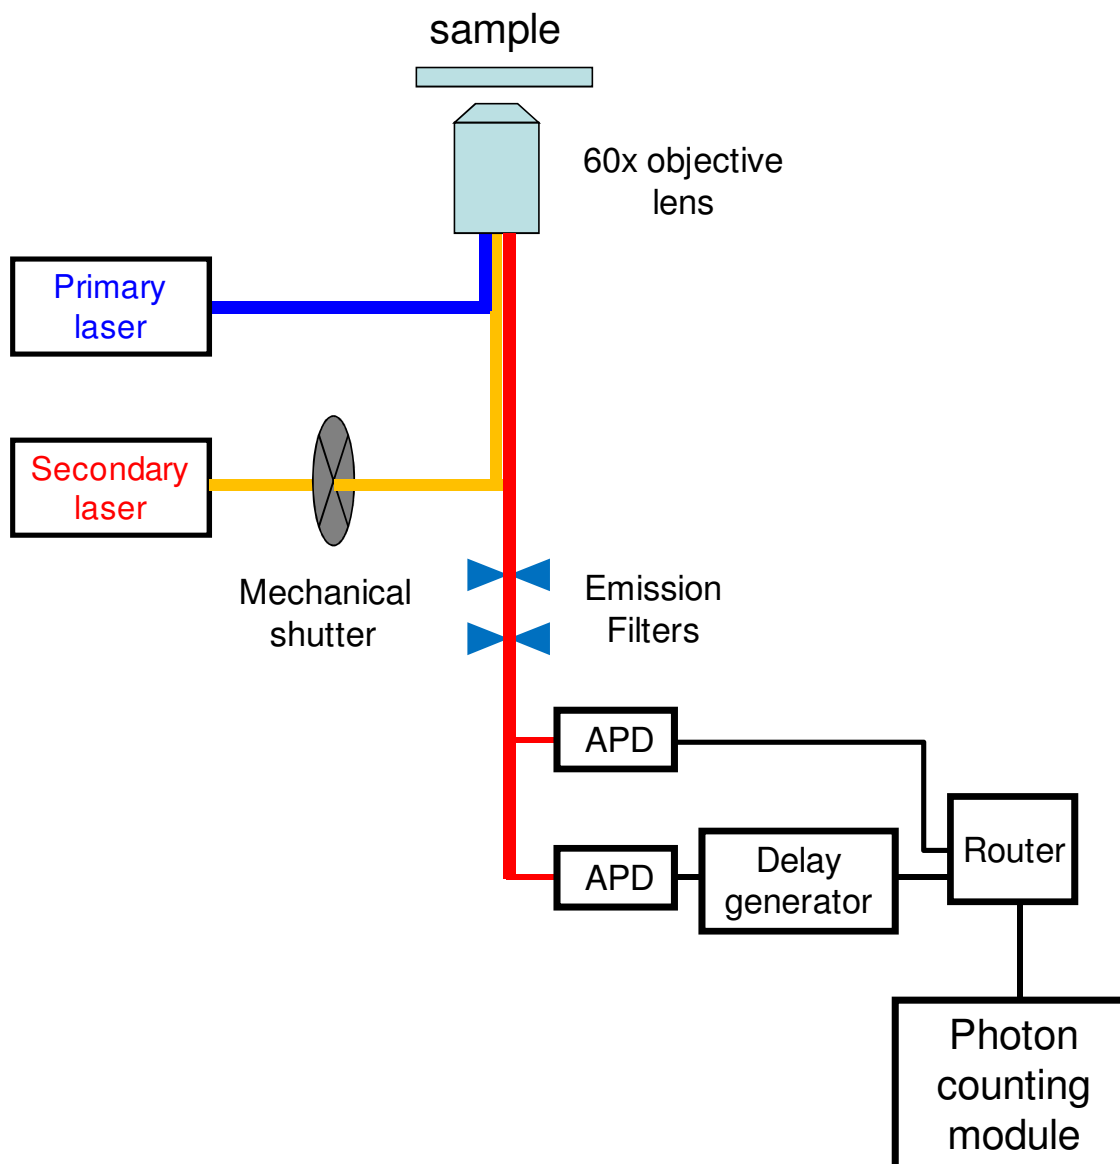 sample
60x objective
lens
Primary
laser
Secondary
laser
Mechanical
shutter
Emission
Filters
APD
APD
Delay
generator
Router
Photon
counting
module